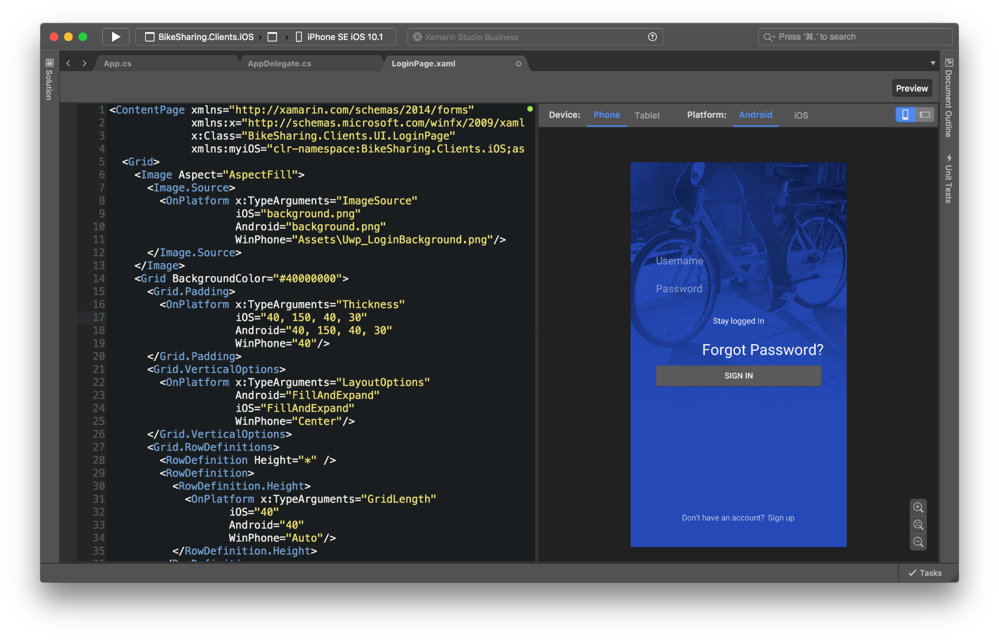 BikeSharing.Clients.iOS › › iPhone SE iOS 10.1
Xamarin Studio Business
Press '⌘.' to search
Solution
App.cs
AppDelegate.cs
LoginPage.xaml
Preview
1 <ContentPage xmlns="http://xamarin.com/schemas/2014/forms"
2 xmlns:x="http://schemas.microsoft.com/winfx/2009/xaml
3 x:Class="BikeSharing.Clients.UI.LoginPage"
4 xmlns:myiOS="clr-namespace:BikeSharing.Clients.iOS;as
5 <Grid>
6 <Image Aspect="AspectFill">
7 <Image.Source>
8 <OnPlatform x:TypeArguments="ImageSource"
9 iOS="background.png"
10 Android="background.png"
11 WinPhone="Assets\Uwp_LoginBackground.png"/>
12 </Image.Source>
13 </Image>
14 <Grid BackgroundColor="#40000000">
15 <Grid.Padding>
16 <OnPlatform x:TypeArguments="Thickness"
17 iOS="40, 150, 40, 30"
18 Android="40, 150, 40, 30"
19 WinPhone="40"/>
20 </Grid.Padding>
21 <Grid.VerticalOptions>
22 <OnPlatform x:TypeArguments="LayoutOptions"
23 Android="FillAndExpand"
24 iOS="FillAndExpand"
25 WinPhone="Center"/>
26 </Grid.VerticalOptions>
27 <Grid.RowDefinitions>
28 <RowDefinition Height="*" />
29 <RowDefinition>
30 <RowDefinition.Height>
31 <OnPlatform x:TypeArguments="GridLength"
32 iOS="40"
33 Android="40"
34 WinPhone="Auto"/>
35 </RowDefinition.Height>
Device: Phone Tablet Platform: Android iOS
Username
Password
Stay logged In
Forgot Password?
SIGN IN
Don't have an account? Sign up
Document Outline
Unit Tests
Tasks